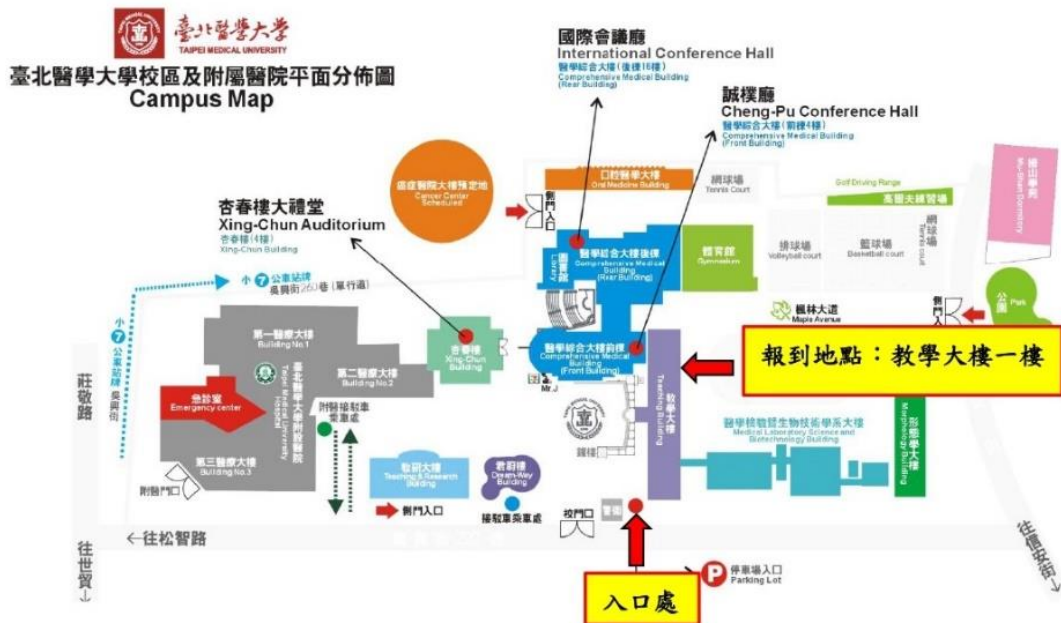 臺北醫學大學
TAIPEI MEDICAL UNIVERSITY
臺北醫學大學校區及附屬醫院平面分佈圖
Campus Map
國際會議廳
International Conference Hall
醫學綜合大樓(後棟16樓)
Comprehensive Medical Building
(Rear Building)
誠樸廳
Cheng-Pu Conference Hall
醫學綜合大樓(前棟4樓)
Comprehensive Medical Building
(Front Building)
杏春樓大禮堂
Xing-Chun Auditorium
杏春樓(4樓)
Xing-Chun Building
癌症醫院大樓預定地
Cancer Center
Scheduled
側門入口
口腔醫學大樓
Oral Medicine Building
網球場
Tennis Court
Golf Driving Range
高爾夫練習場
網球場
Tennis court
Mu-Shan Dormitory
圖書館
Library
醫學綜合大樓後棟
Comprehensive Medical
Building
(Rear Building)
體育館
Gymnasium
排球場
Volleyball court
籃球場
Basketball court
公園
Park
側門入口
楓林大道
Maple Avenue
小7公車站牌
吳興街260巷(單行道)
小7公車站牌 吳興街
第一醫療大樓
Building No.1
第二醫療大樓
Building No.2
杏春樓
Xing-Chun
Building
醫學綜合大樓前棟
Comprehensive Medical
Building
(Front Building)
報到地點：教學大樓一樓
急診室
Emergency center
臺北醫學大學附設醫院
Taipei Medical University
Hospital
附醫接駁車
乘車處
第三醫療大樓
Building No.3
附醫門口
教研大樓
Teaching & Research
Building
君蔚樓
Dream-Way
Building
鐘樓
教學大樓
Teaching Building
醫學檢驗暨生物技術學系大樓
Medical Laboratory Science and
Biotechnology Building
形態學大樓
Morphology Building
側門入口
接駁車乘車處
校門口
警衛
莊敬路
往世貿
←往松智路
往信安街
P
停車場入口
Parking Lot
入口處